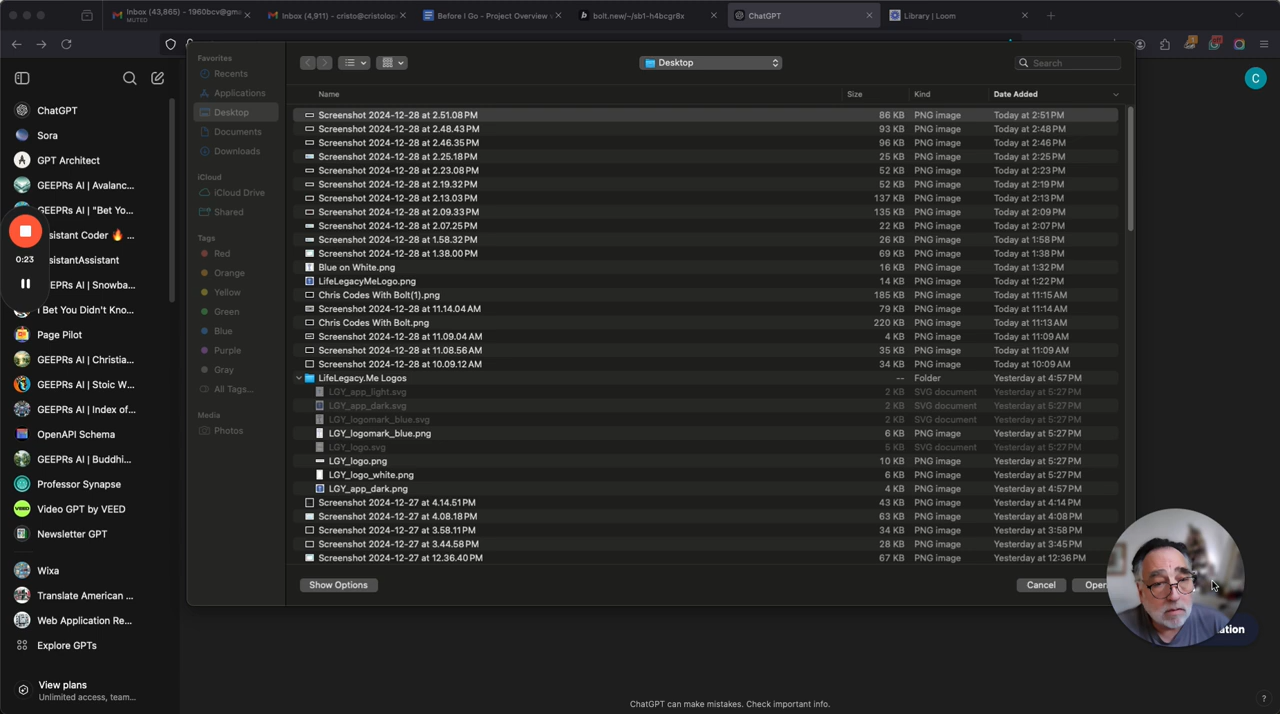 Inbox (43,865) - 1960bcv@gm
MUTED
Inbox (4,911) - cristo@cristolop
Before I Go - Project Overview
bolt.new/~/sb1-h4bcgr8x
ChatGPT
Library | Loom
ChatGPT
Sora
GPT Architect
GEEPRs AI | Avalanc...
GEEPRs AI | "Bet Yo...
sistant Coder 🔥 ...
sistantAssistant
GEEPRs AI | Snowba...
I Bet You Didn't Kno...
Page Pilot
GEEPRs AI | Christia...
GEEPRs AI | Stoic W...
GEEPRs AI | Index of...
OpenAPI Schema
GEEPRs AI | Buddhi...
Professor Synapse
Video GPT by VEED
Newsletter GPT
Wixa
Translate American ...
Web Application Re...
Explore GPTs
View plans
Unlimited access, team...
0:23
Favorites
Recents
Applications
Desktop
Documents
Downloads
iCloud
iCloud Drive
Shared
Tags
Red
Orange
Yellow
Green
Blue
Purple
Gray
All Tags...
Media
Photos
Desktop
Search
Name Size Kind Date Added
Screenshot 2024-12-28 at 2.51.08 PM 86 KB PNG image Today at 2:51 PM
Screenshot 2024-12-28 at 2.48.43 PM 93 KB PNG image Today at 2:48 PM
Screenshot 2024-12-28 at 2.46.35 PM 96 KB PNG image Today at 2:46 PM
Screenshot 2024-12-28 at 2.25.18 PM 25 KB PNG image Today at 2:25 PM
Screenshot 2024-12-28 at 2.23.08 PM 52 KB PNG image Today at 2:23 PM
Screenshot 2024-12-28 at 2.19.32 PM 52 KB PNG image Today at 2:19 PM
Screenshot 2024-12-28 at 2.13.03 PM 137 KB PNG image Today at 2:13 PM
Screenshot 2024-12-28 at 2.09.33 PM 135 KB PNG image Today at 2:09 PM
Screenshot 2024-12-28 at 2.07.25 PM 22 KB PNG image Today at 2:07 PM
Screenshot 2024-12-28 at 1.58.32 PM 26 KB PNG image Today at 1:58 PM
Screenshot 2024-12-28 at 1.38.00 PM 69 KB PNG image Today at 1:38 PM
Blue on White.png 16 KB PNG image Today at 1:32 PM
LifeLegacyMeLogo.png 14 KB PNG image Today at 1:22 PM
Chris Codes With Bolt(1).png 185 KB PNG image Today at 11:15 AM
Screenshot 2024-12-28 at 11.14.04 AM 79 KB PNG image Today at 11:14 AM
Chris Codes With Bolt.png 220 KB PNG image Today at 11:13 AM
Screenshot 2024-12-28 at 11.09.04 AM 4 KB PNG image Today at 11:09 AM
Screenshot 2024-12-28 at 11.08.56 AM 35 KB PNG image Today at 11:09 AM
Screenshot 2024-12-28 at 10.09.12 AM 34 KB PNG image Today at 10:09 AM
LifeLegacy.Me Logos -- Folder Yesterday at 4:57 PM
LGY_app_light.svg 2 KB SVG document Yesterday at 5:27 PM
LGY_app_dark.svg 2 KB SVG document Yesterday at 5:27 PM
LGY_logomark_blue.svg 2 KB SVG document Yesterday at 5:27 PM
LGY_logomark_blue.png 6 KB PNG image Yesterday at 5:27 PM
LGY_logo.svg 5 KB SVG document Yesterday at 5:27 PM
LGY_logo.png 10 KB PNG image Yesterday at 5:27 PM
LGY_logo_white.png 6 KB PNG image Yesterday at 5:27 PM
LGY_app_dark.png 4 KB PNG image Yesterday at 4:57 PM
Screenshot 2024-12-27 at 4.14.51 PM 43 KB PNG image Yesterday at 4:14 PM
Screenshot 2024-12-27 at 4.08.18 PM 63 KB PNG image Yesterday at 4:08 PM
Screenshot 2024-12-27 at 3.58.11 PM 34 KB PNG image Yesterday at 3:58 PM
Screenshot 2024-12-27 at 3.44.58 PM 28 KB PNG image Yesterday at 3:45 PM
Screenshot 2024-12-27 at 12.36.40 PM 67 KB PNG image Yesterday at 12:36 PM
Show Options
Cancel
Open
ation
C
ChatGPT can make mistakes. Check important info.
?